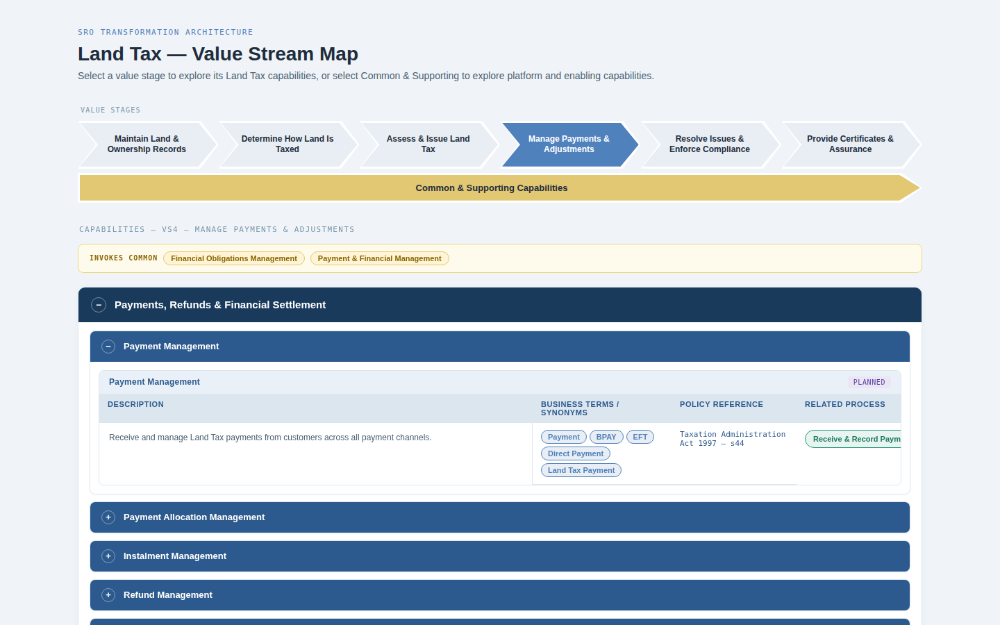 SRO TRANSFORMATION ARCHITECTURE
Land Tax — Value Stream Map
Select a value stage to explore its Land Tax capabilities, or select Common & Supporting to explore platform and enabling capabilities.
VALUE STAGES
Maintain Land &
Ownership Records
Determine How Land Is
Taxed
Assess & Issue Land
Tax
Manage Payments &
Adjustments
Resolve Issues &
Enforce Compliance
Provide Certificates &
Assurance
Common & Supporting Capabilities
CAPABILITIES — VS4 — MANAGE PAYMENTS & ADJUSTMENTS
INVOKES COMMON Financial Obligations Management Payment & Financial Management
− Payments, Refunds & Financial Settlement
− Payment Management
Payment Management PLANNED
DESCRIPTION
BUSINESS TERMS /
SYNONYMS
POLICY REFERENCE
RELATED PROCESS
Receive and manage Land Tax payments from customers across all payment channels.
Payment BPAY EFT
Direct Payment
Land Tax Payment
Taxation Administration
Act 1997 — s44
Receive & Record Paym
+ Payment Allocation Management
+ Instalment Management
+ Refund Management